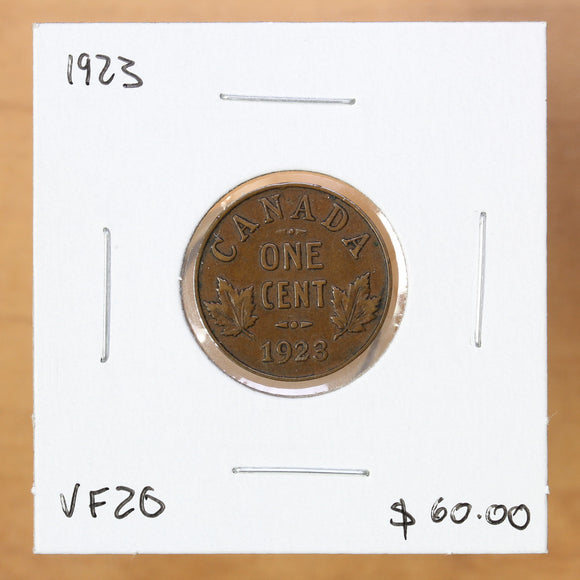 1923
CANADA
ONE
CENT
1923
VF20
$ 60.00